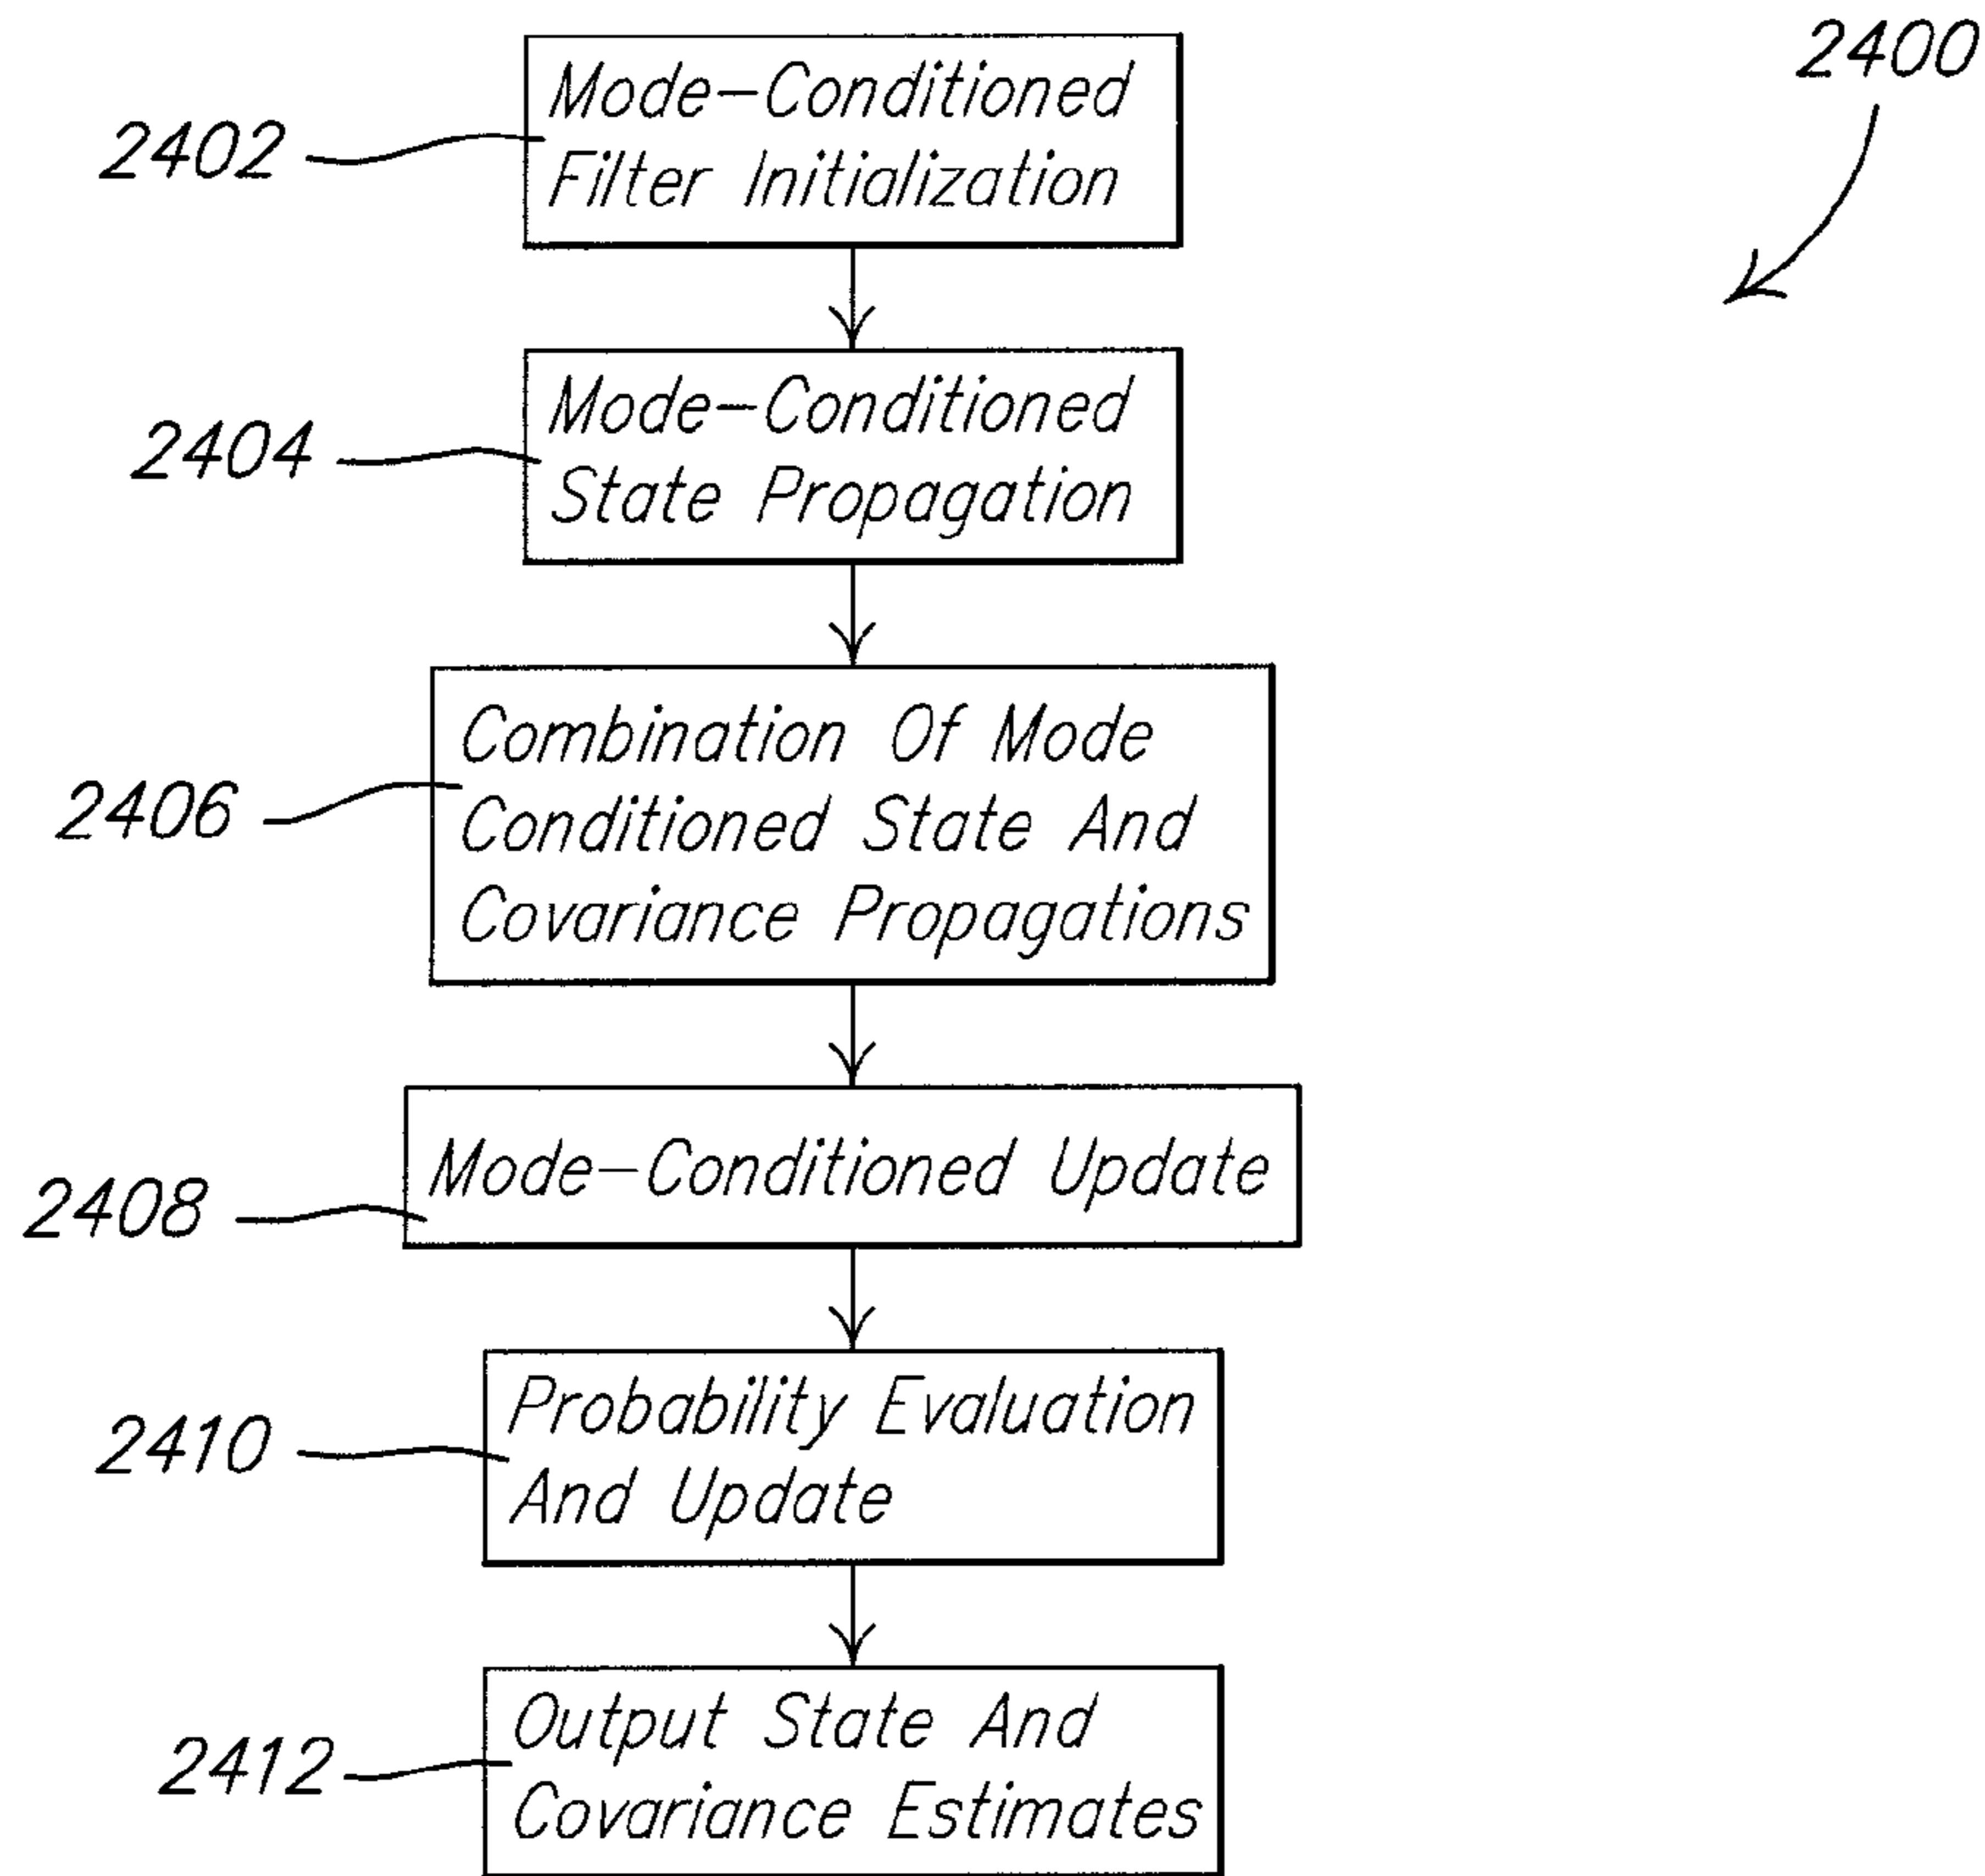 2400
2402
Mode-Conditioned
Filter Initialization
2404
Mode-Conditioned
State Propagation
2406
Combination Of Mode
Conditioned State And
Covariance Propagations
2408
Mode-Conditioned Update
2410
Probability Evaluation
And Update
2412
Output State And
Covariance Estimates